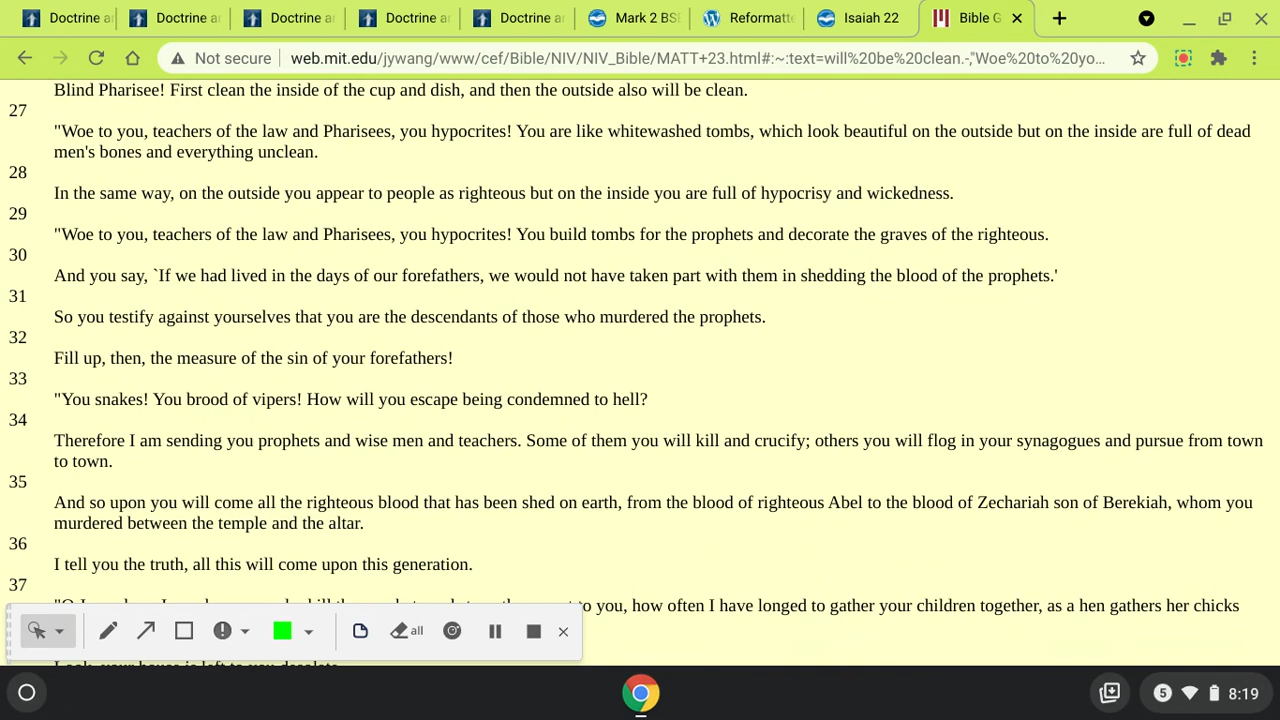 Doctrine a
Doctrine a
Doctrine a
Doctrine a
Doctrine a
Mark 2 BS
Reformatte
Isaiah 22
Bible G
Not secure
web.mit.edu/jywang/www/cef/Bible/NIV/NIV_Bible/MATT+23.html#:~:text=will%20be%20clean.-,"Woe%20to%20yo...
Blind Pharisee! First clean the inside of the cup and dish, and then the outside also will be clean.
27
"Woe to you, teachers of the law and Pharisees, you hypocrites! You are like whitewashed tombs, which look beautiful on the outside but on the inside are full of dead
men's bones and everything unclean.
28
In the same way, on the outside you appear to people as righteous but on the inside you are full of hypocrisy and wickedness.
29
"Woe to you, teachers of the law and Pharisees, you hypocrites! You build tombs for the prophets and decorate the graves of the righteous.
30
And you say, `If we had lived in the days of our forefathers, we would not have taken part with them in shedding the blood of the prophets.'
31
So you testify against yourselves that you are the descendants of those who murdered the prophets.
32
Fill up, then, the measure of the sin of your forefathers!
33
"You snakes! You brood of vipers! How will you escape being condemned to hell?
34
Therefore I am sending you prophets and wise men and teachers. Some of them you will kill and crucify; others you will flog in your synagogues and pursue from town
to town.
35
And so upon you will come all the righteous blood that has been shed on earth, from the blood of righteous Abel to the blood of Zechariah son of Berekiah, whom you
murdered between the temple and the altar.
36
I tell you the truth, all this will come upon this generation.
37
to you, how often I have longed to gather your children together, as a hen gathers her chicks
all
5
8:19